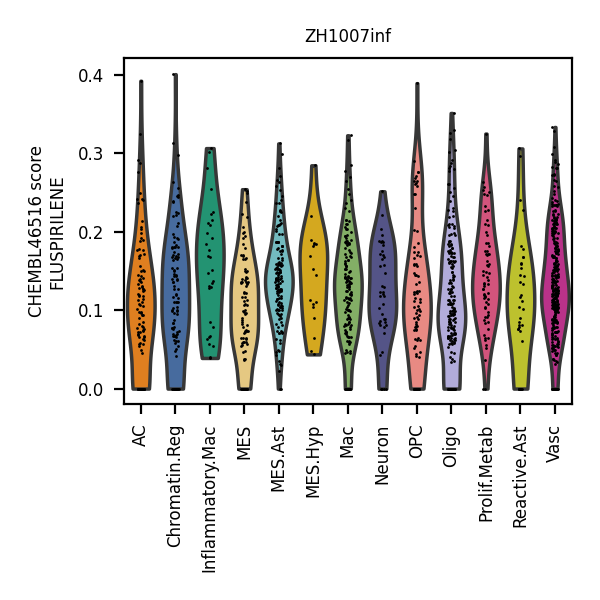 ZH1007inf
CHEMBL46516 score
FLUSPIRILENE
0.4
0.3
0.2
0.1
0.0
AC
Chromatin.Reg
Inflammatory.Mac
MES
MES.Ast
MES.Hyp
Mac
Neuron
OPC
Oligo
Prolif.Metab
Reactive.Ast
Vasc